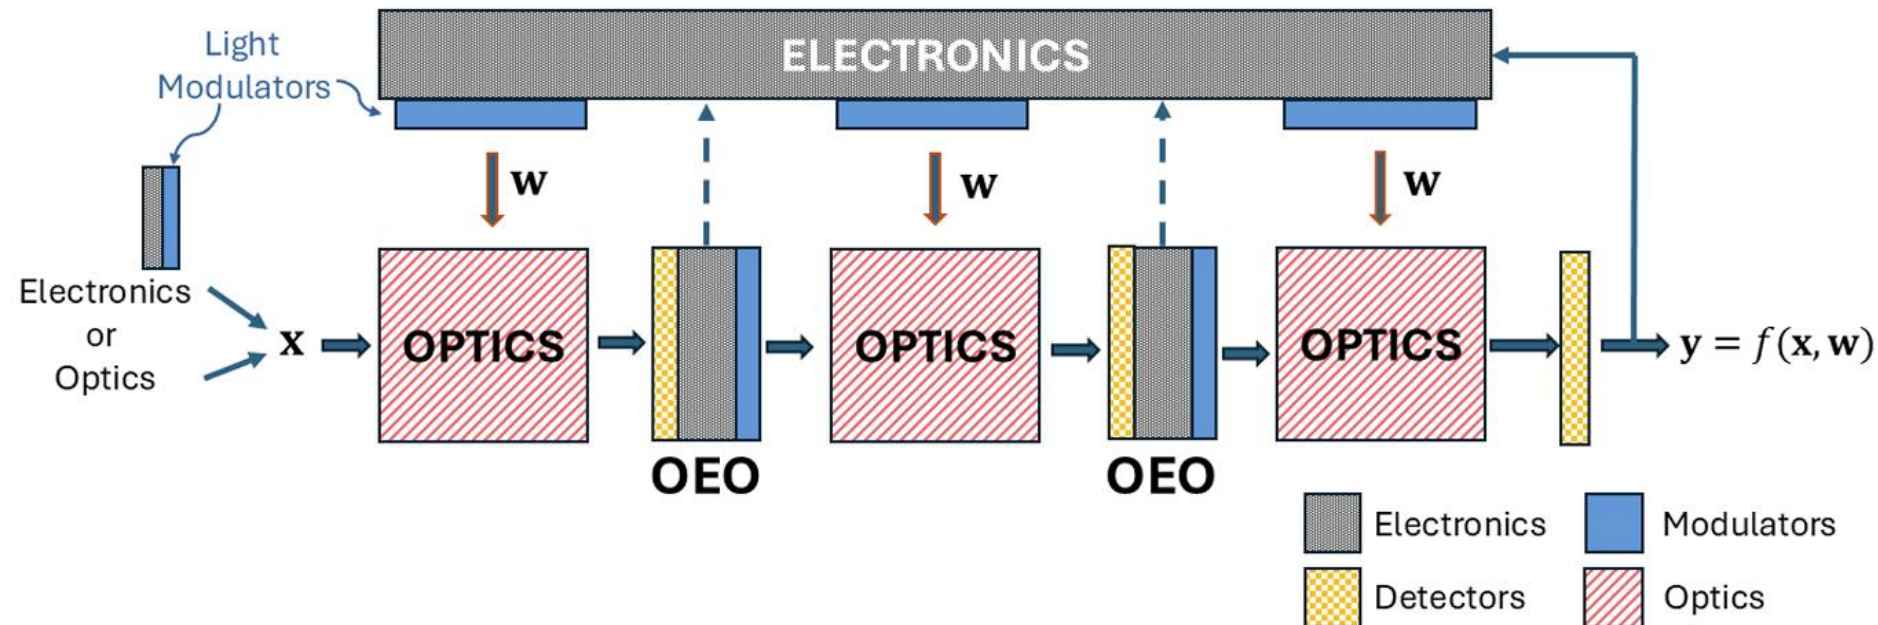 ELECTRONICS
Light
Modulators
w
w
w
Electronics
or
Optics
x
OPTICS
OPTICS
OPTICS
y = f(x, w)
OEO
OEO
Electronics
Modulators
Detectors
Optics